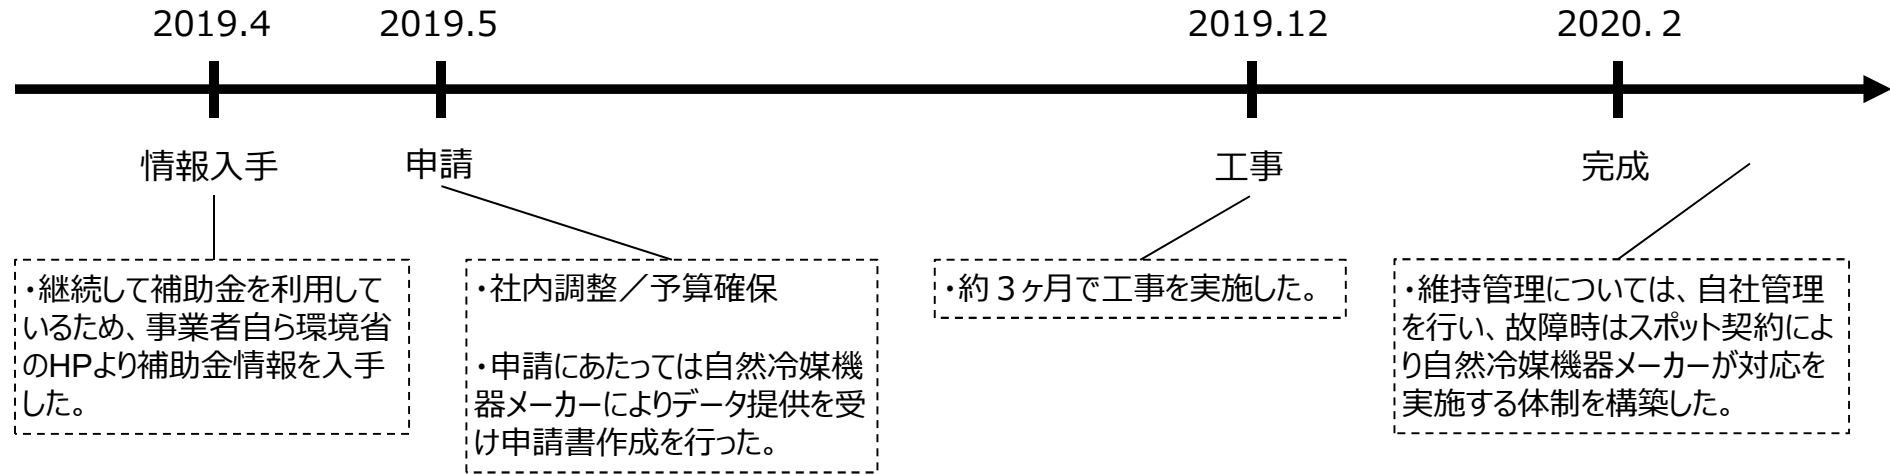 2019.4
2019.5
2019.12
2020.2
情報入手
申請
工事
完成
・継続して補助金を利用して
いるため、事業者自ら環境省
のHPより補助金情報を入手
した。
・社内調整／予算確保
・申請にあたっては自然冷媒機
器メーカーによりデータ提供を受
け申請書作成を行った。
・約３ヶ月で工事を実施した。
・維持管理については、自社管理
を行い、故障時はスポット契約によ
り自然冷媒機器メーカーが対応を
実施する体制を構築した。